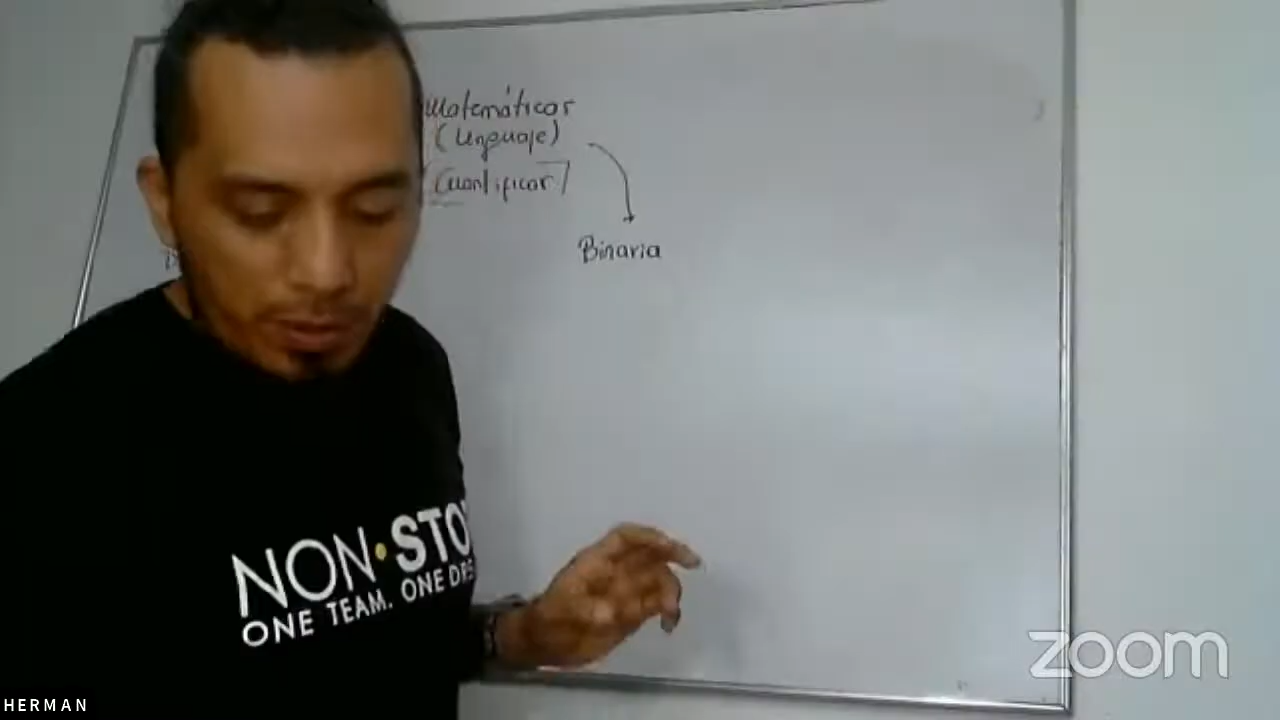 Matemáticas
(Lenguaje)
Cuantificar
Binaria
NON·STO
ONE TEAM. ONE DRE
zoom
HERMAN